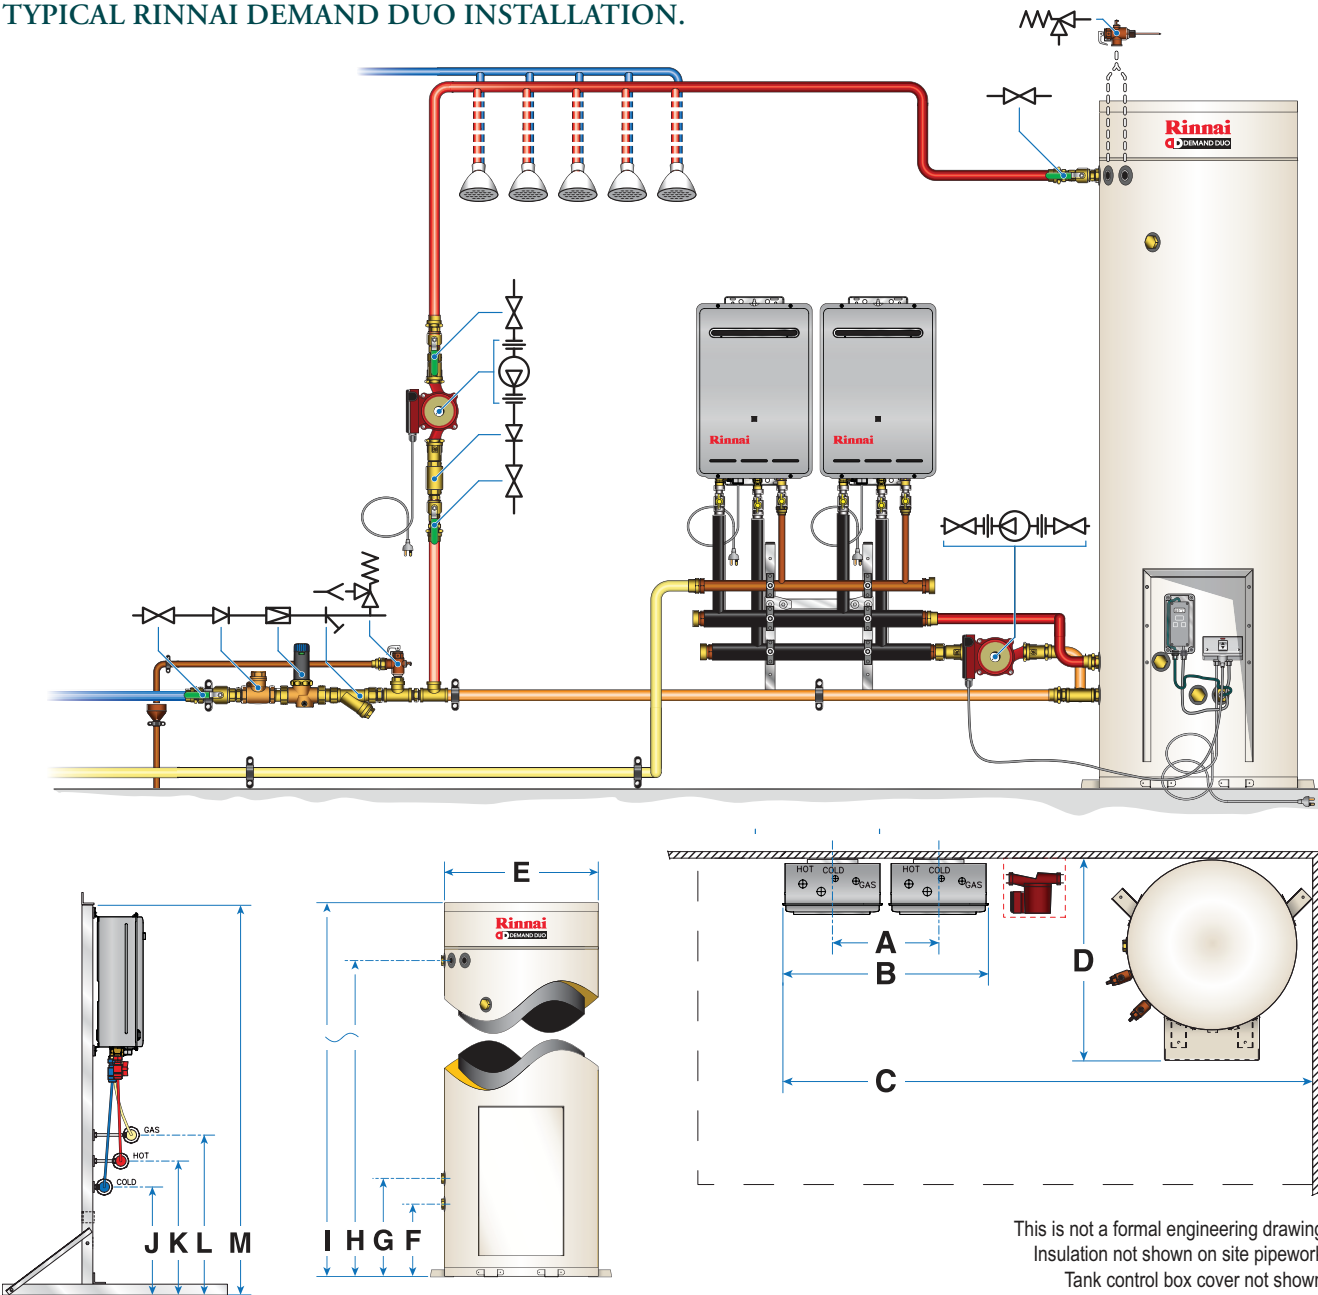 TYPICAL RINNAI DEMAND DUO INSTALLATION.
Rinnai
DEMAND DUO
Rinnai
Rinnai
E
Rinnai
DEMAND DUO
I H G F
GAS
HOT
COLD
J K L M
HOT COLD GAS
HOT COLD GAS
A
B
C
D
This is not a formal engineering drawing
Insulation not shown on site pipework
Tank control box cover not shown